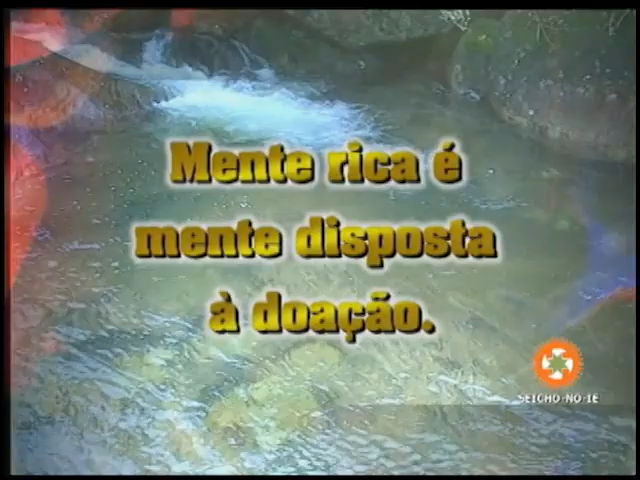 Mente rica é
mente disposta
à doação.
SEICHO-NO-IE